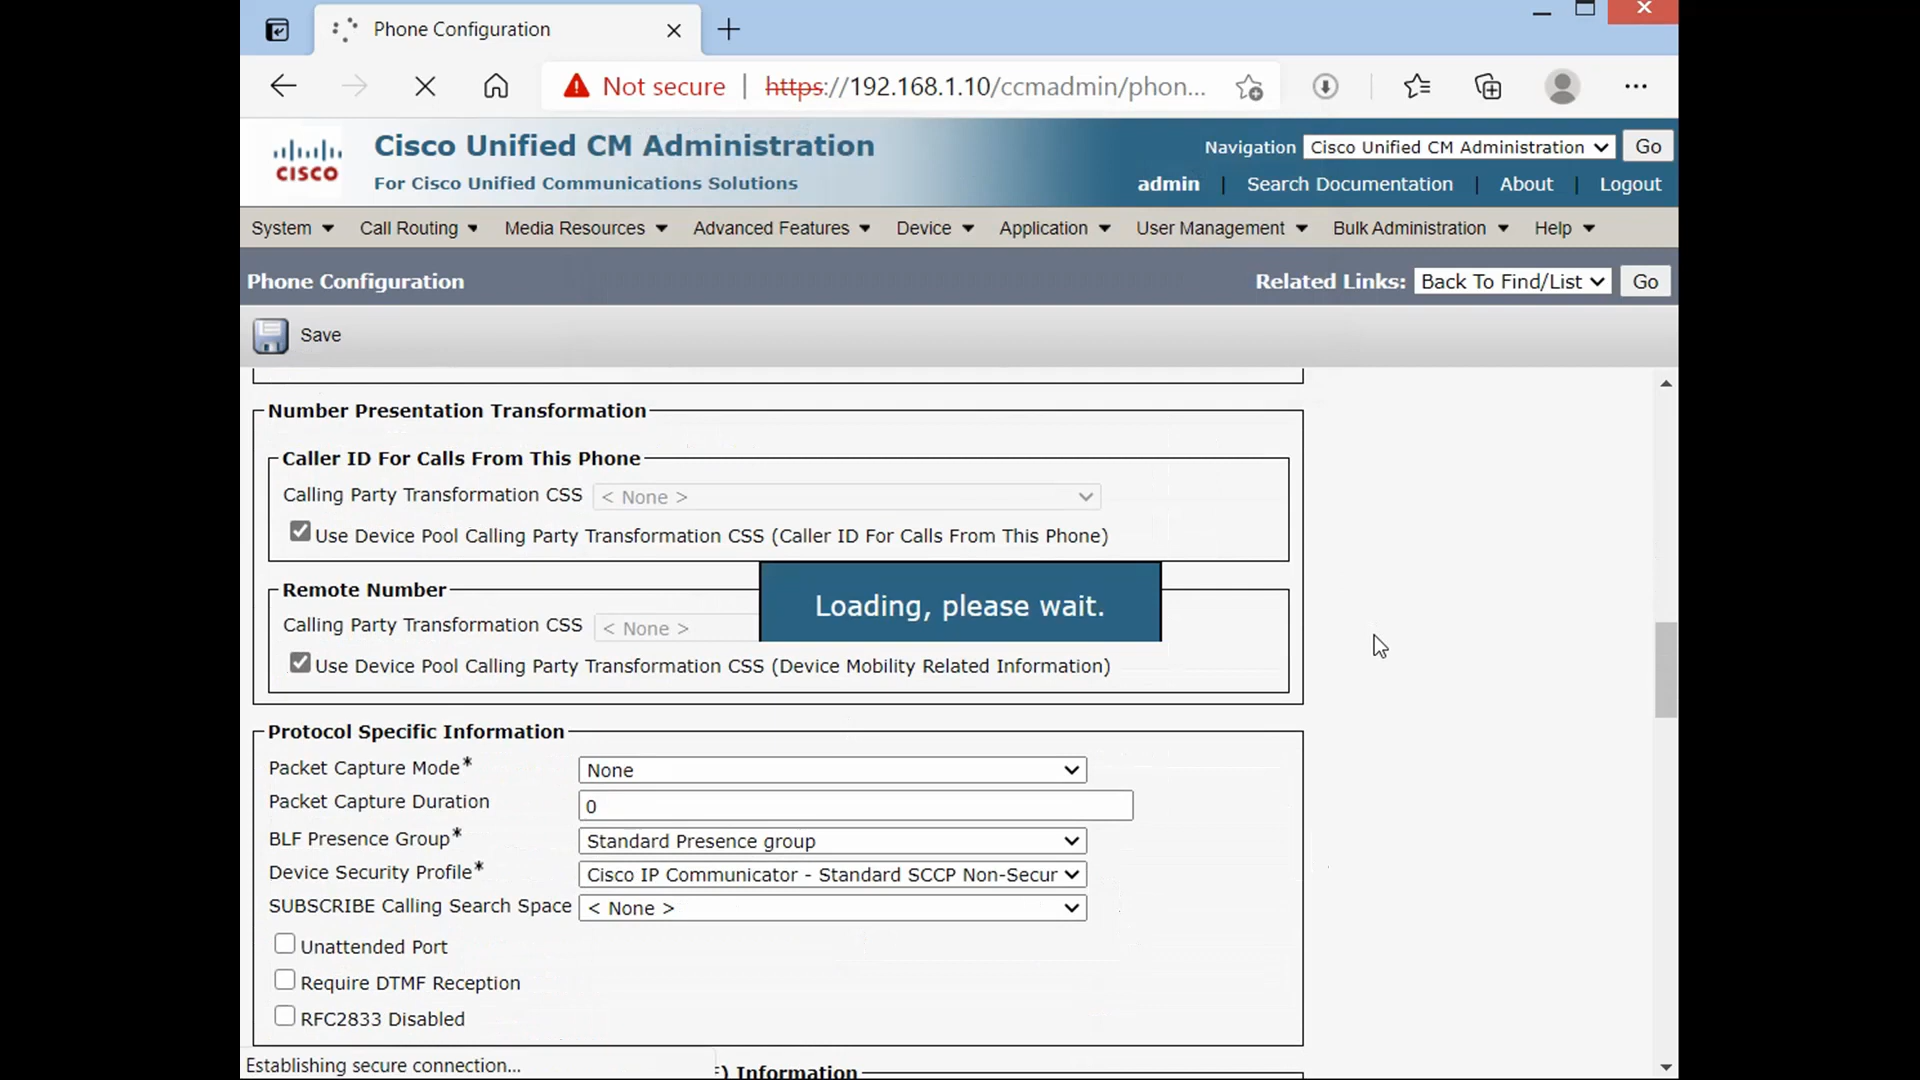 Phone Configuration
Not secure | https://192.168.1.10/ccmadmin/phon...
CISCO
Cisco Unified CM Administration
For Cisco Unified Communications Solutions
Navigation Cisco Unified CM Administration Go
admin | Search Documentation | About | Logout
System Call Routing Media Resources Advanced Features Device Application User Management Bulk Administration Help
Phone Configuration
Related Links: Back To Find/List Go
Save
Number Presentation Transformation
Caller ID For Calls From This Phone
Calling Party Transformation CSS < None >
Use Device Pool Calling Party Transformation CSS (Caller ID For Calls From This Phone)
Remote Number
Loading, please wait.
Calling Party Transformation CSS < None >
Use Device Pool Calling Party Transformation CSS (Device Mobility Related Information)
Protocol Specific Information
Packet Capture Mode* None
Packet Capture Duration 0
BLF Presence Group* Standard Presence group
Device Security Profile* Cisco IP Communicator - Standard SCCP Non-Secur
SUBSCRIBE Calling Search Space < None >
Unattended Port
Require DTMF Reception
RFC2833 Disabled
Establishing secure connection...
) Information